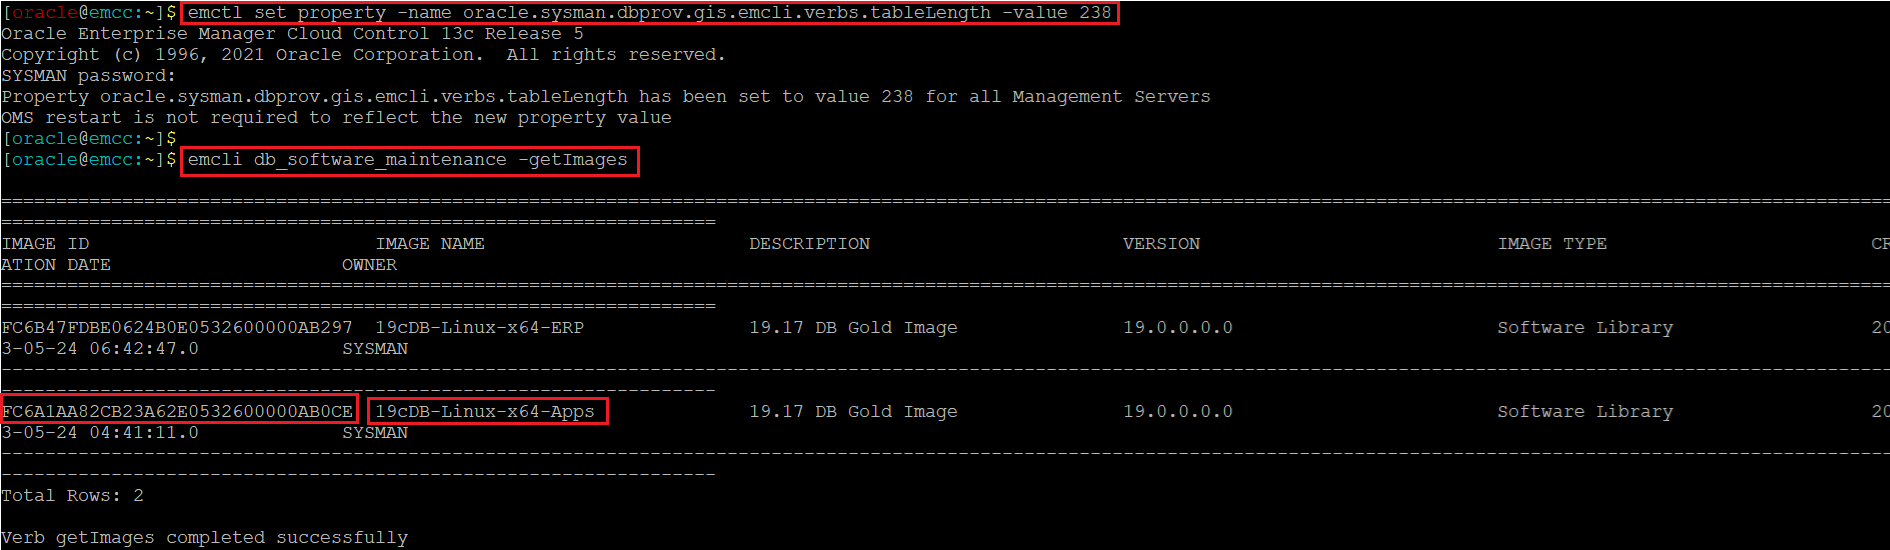 [oracle@emcc:~]$ emctl set property -name oracle.sysman.dbprov.gis.emcli.verbs.tableLength -value 238
Oracle Enterprise Manager Cloud Control 13c Release 5
Copyright (c) 1996, 2021 Oracle Corporation.  All rights reserved.
SYSMAN password:
Property oracle.sysman.dbprov.gis.emcli.verbs.tableLength has been set to value 238 for all Management Servers
OMS restart is not required to reflect the new property value
[oracle@emcc:~]$
[oracle@emcc:~]$ emcli db_software_maintenance -getImages
IMAGE ID IMAGE NAME DESCRIPTION VERSION IMAGE TYPE CR
ATION DATE OWNER
FC6B47FDBE0624B0E0532600000AB297 19cDB-Linux-x64-ERP 19.17 DB Gold Image 19.0.0.0.0 Software Library 20
3-05-24 06:42:47.0 SYSMAN
FC6A1AA82CB23A62E0532600000AB0CE 19cDB-Linux-x64-Apps 19.17 DB Gold Image 19.0.0.0.0 Software Library 20
3-05-24 04:41:11.0 SYSMAN
Total Rows: 2
Verb getImages completed successfully